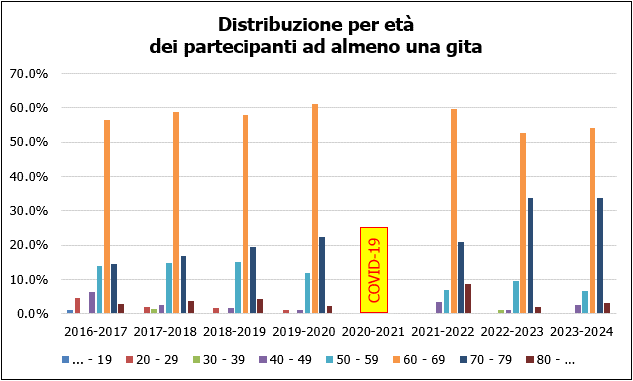 Distribuzione per età
dei partecipanti ad almeno una gita
70.0%
60.0%
50.0%
40.0%
30.0%
20.0%
10.0%
0.0%
COVID-19
2016-2017 2017-2018 2018-2019 2019-2020 2020-2021 2021-2022 2022-2023 2023-2024
... - 19 20 - 29 30 - 39 40 - 49 50 - 59 60 - 69 70 - 79 80 - ...